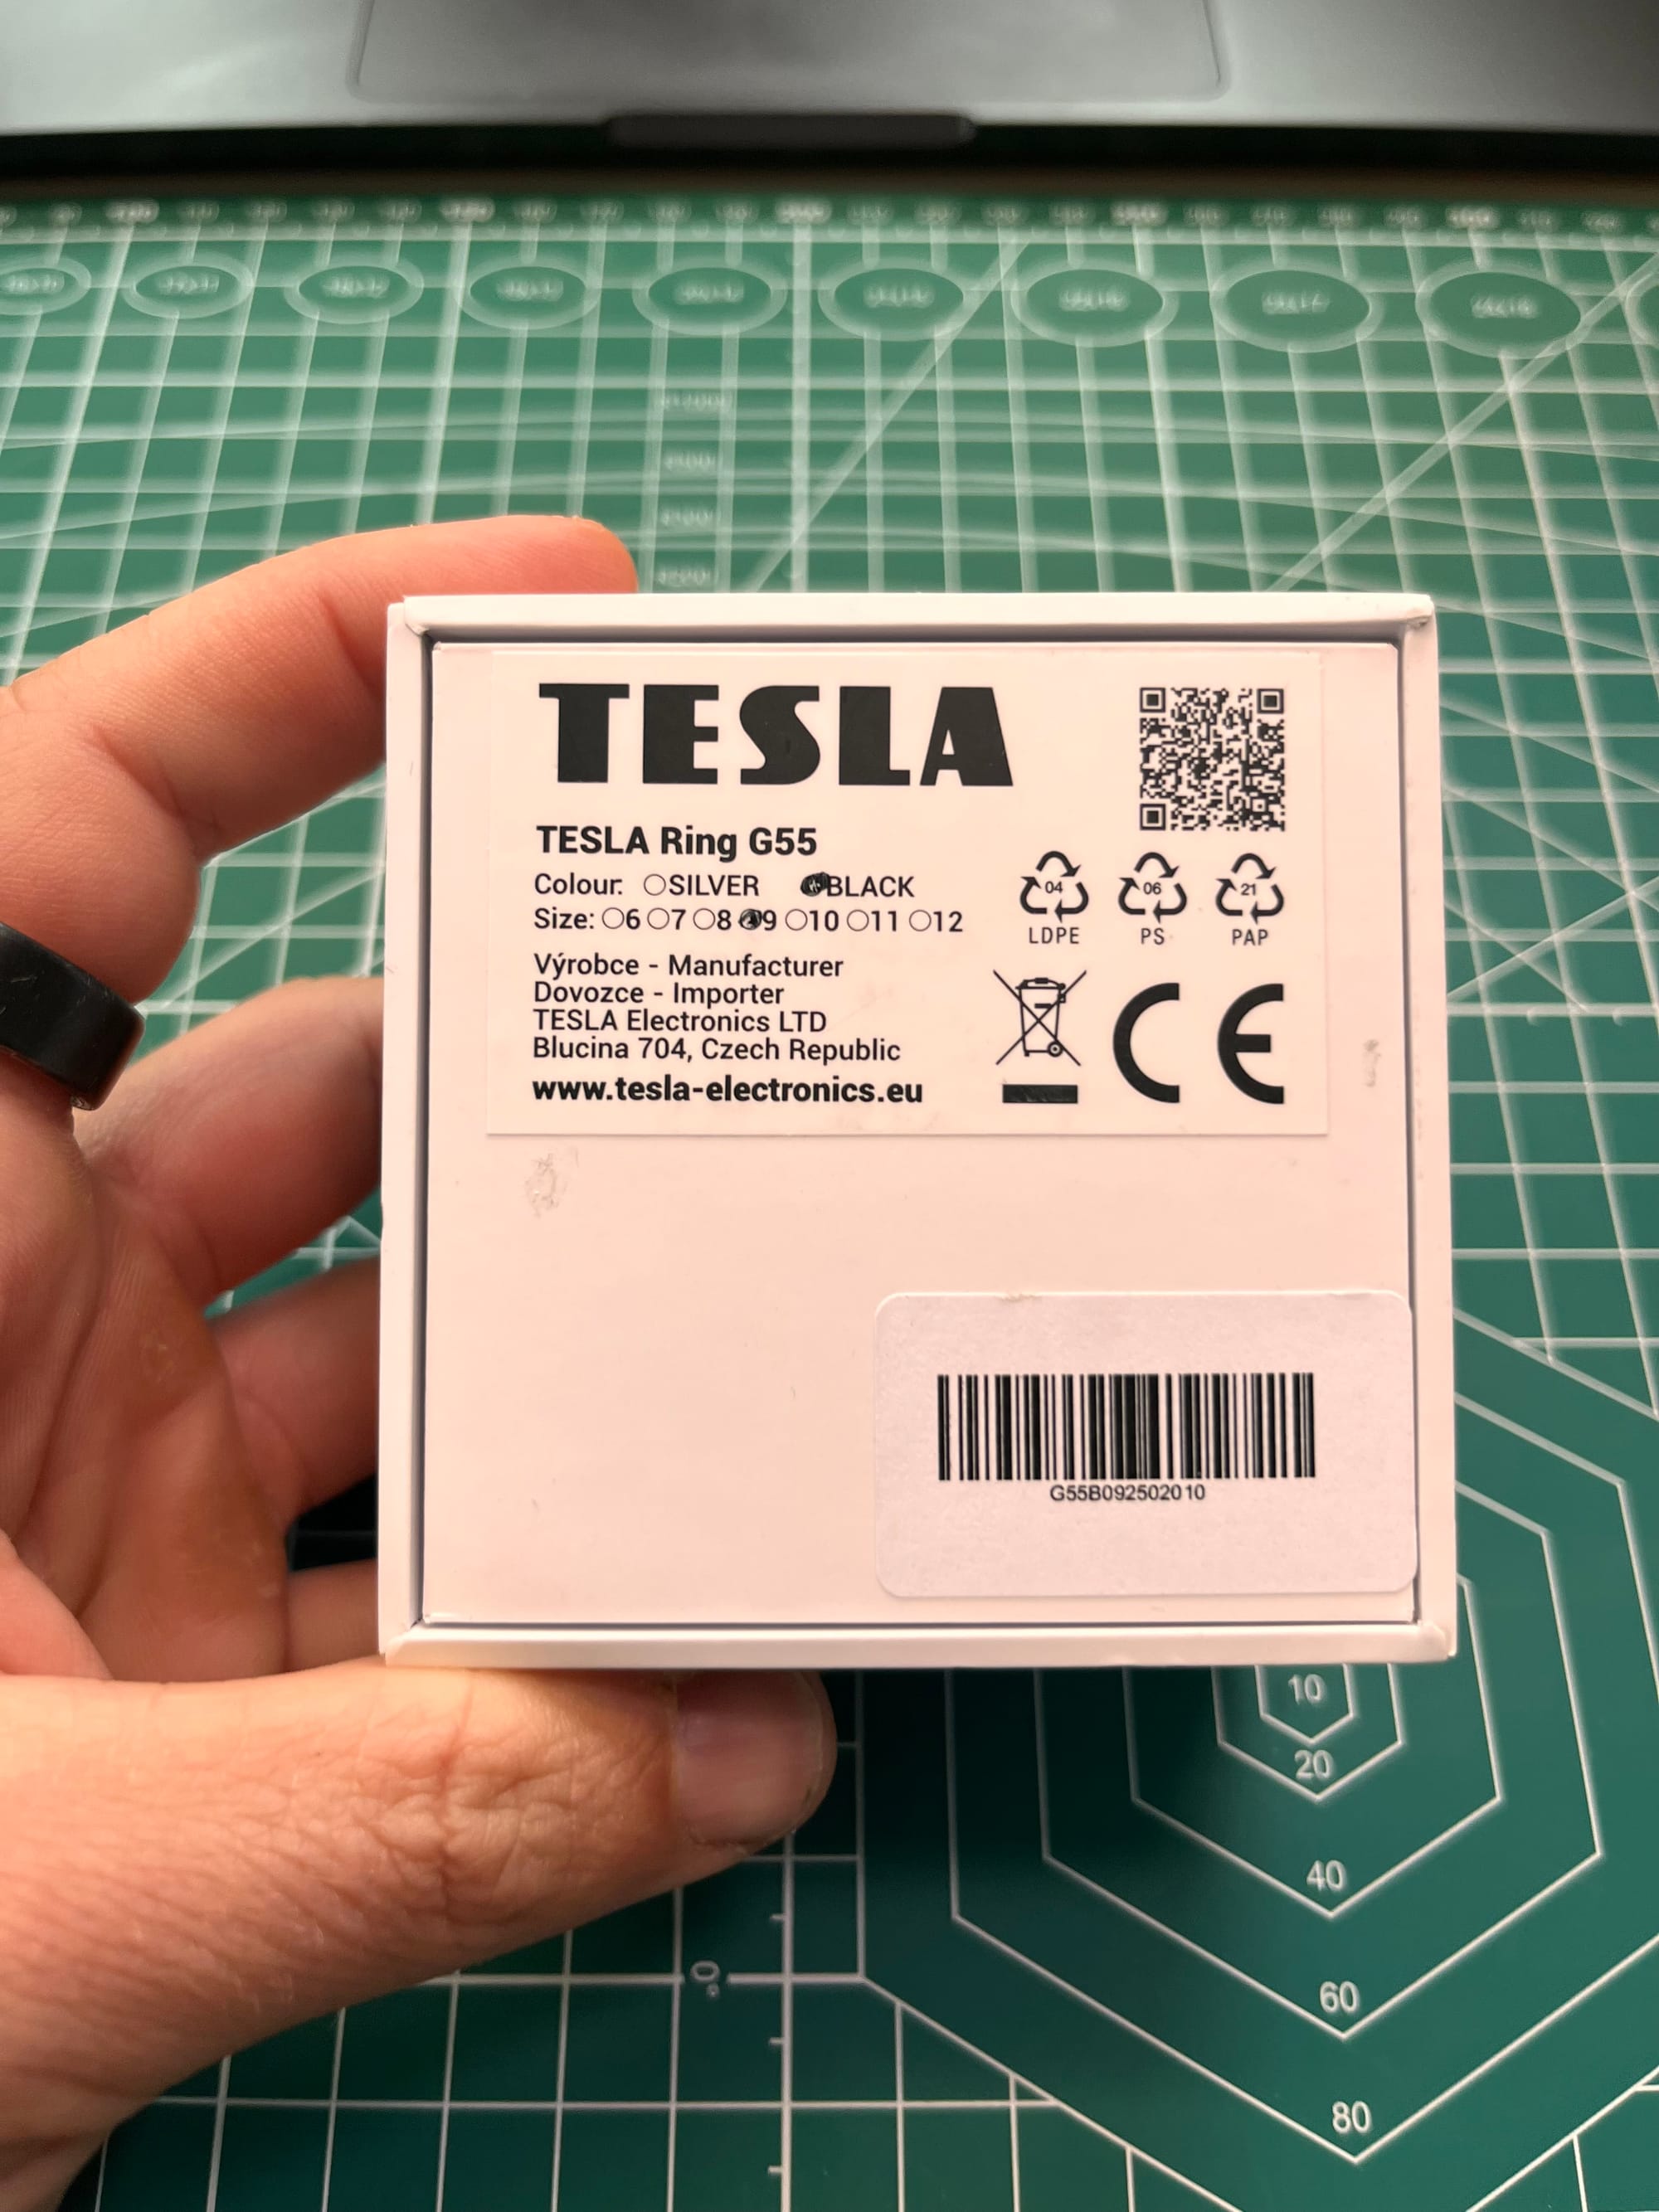 TESLA
TESLA Ring G55
Colour: SILVER BLACK
Size: 6 7 8 9 10 11 12
Výrobce - Manufacturer
Dovozce - Importer
TESLA Electronics LTD
Blucina 704, Czech Republic
www.tesla-electronics.eu
04 06 21
LDPE PS PAP
CE
G55B092502010
10
20
40
60
80
0°